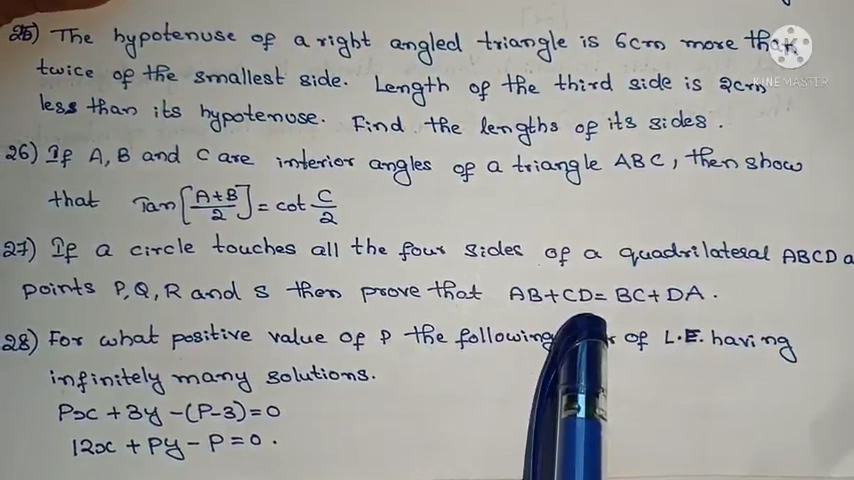 25) The hypotenuse of a right angled triangle is 6cm more than
twice of the smallest side. Length of the third side is 2cm
less than its hypotenuse. Find the lengths of its sides.
26) If A, B and C are interior angles of a triangle ABC, then show
that Tan[A+B/2] = cot C/2
27) If a circle touches all the four sides of a quadrilateral ABCD a
points P, Q, R and S then prove that AB+CD= BC+DA.
28) For what positive value of P the following of L.E. having
infinitely many solutions.
Px + 3y - (P-3) = 0
12x + Py - P = 0.
K
KINEMASTER